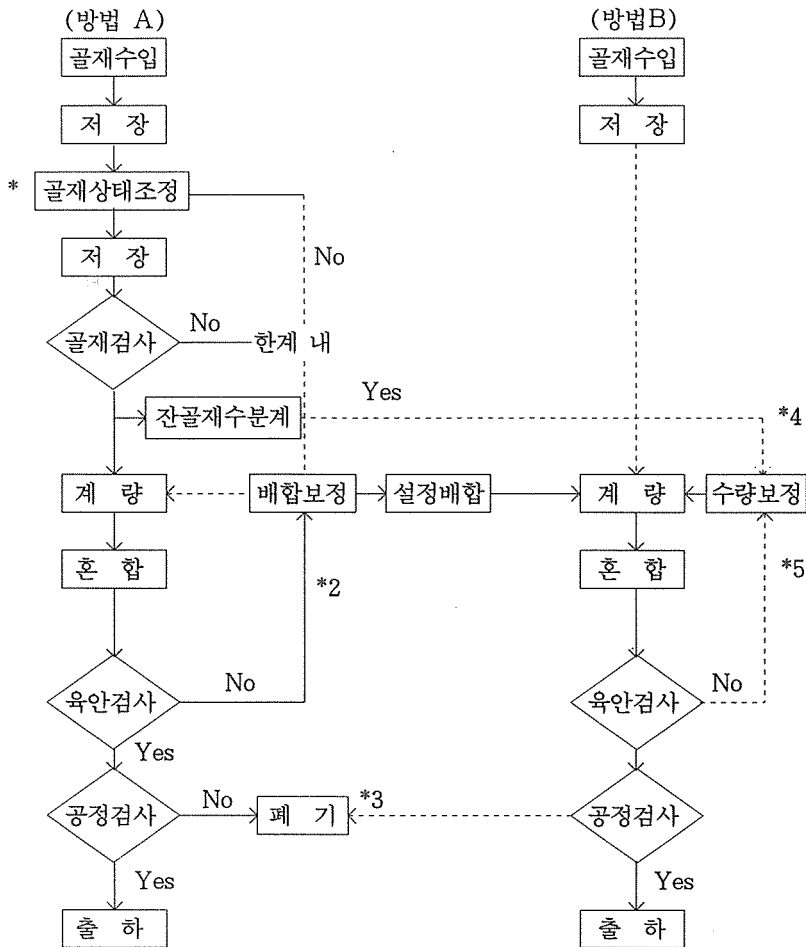 (방법 A)
(방법B)
골재수입
골재수입
저 장
저 장
* 골재상태조정
No
저 장
골재검사
No
한계 내
Yes
잔골재수분계
*4
계 량
배합보정
설정배합
계 량
수량보정
혼 합
*2
혼 합
*5
육안검사
No
육안검사
No
Yes
공정검사
No
폐 기
*3
공정검사
Yes
Yes
출 하
출 하